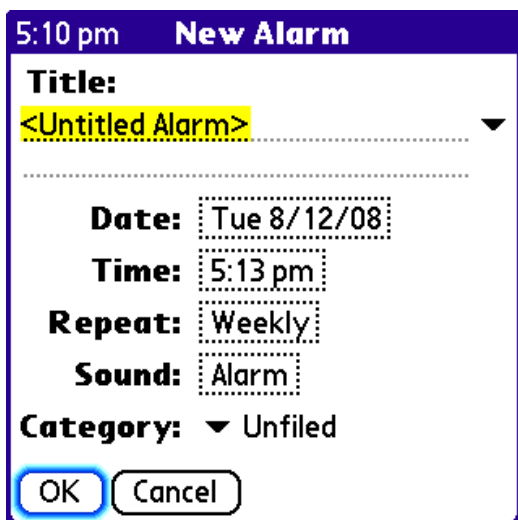 5:10 pm New Alarm
Title:
<Untitled Alarm>
Date: Tue 8/12/08
Time: 5:13 pm
Repeat: Weekly
Sound: Alarm
Category: Unfiled
OK Cancel